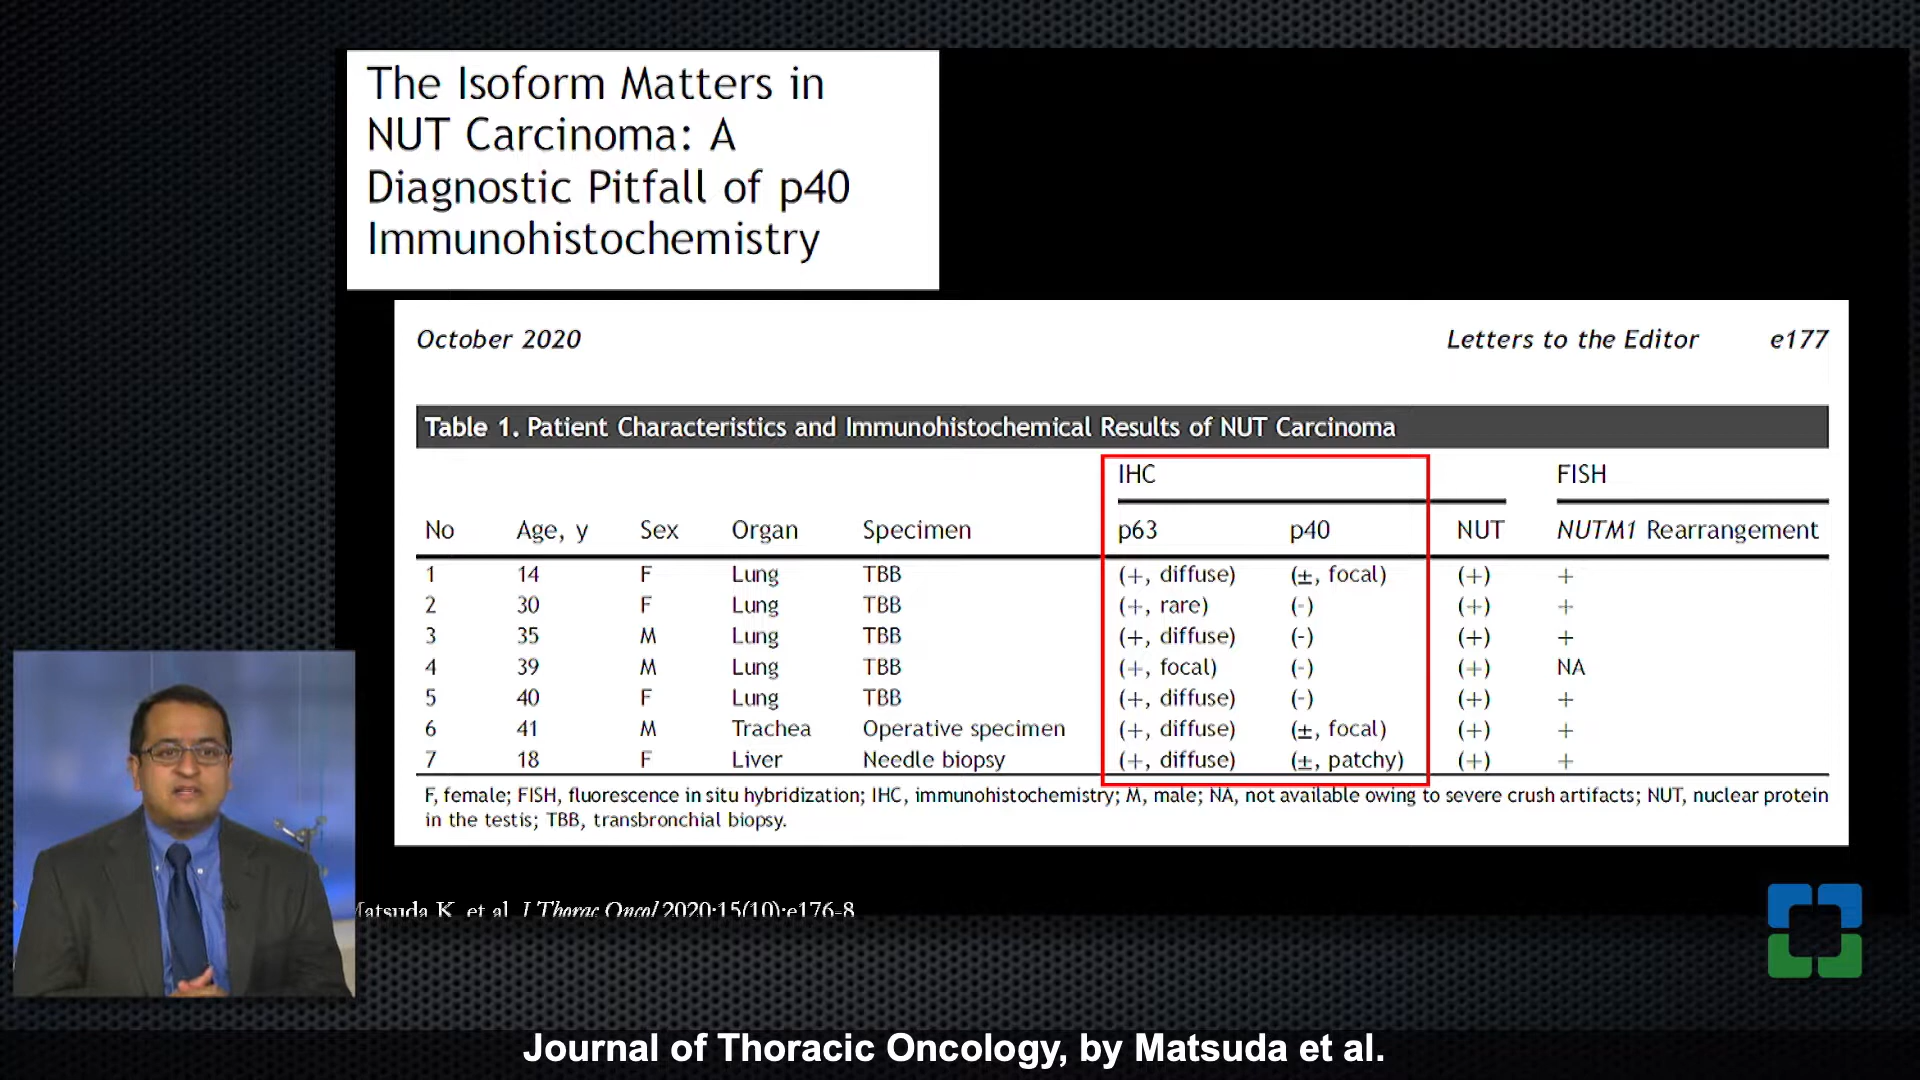 The Isoform Matters in
NUT Carcinoma: A
Diagnostic Pitfall of p40
Immunohistochemistry
October 2020 Letters to the Editor e177
Table 1. Patient Characteristics and Immunohistochemical Results of NUT Carcinoma
IHC FISH
No Age, y Sex Organ Specimen p63 p40 NUT NUTM1 Rearrangement
1 14 F Lung TBB (+, diffuse) (±, focal) (+) +
2 30 F Lung TBB (+, rare) (-) (+) +
3 35 M Lung TBB (+, diffuse) (-) (+) +
4 39 M Lung TBB (+, focal) (-) (+) NA
5 40 F Lung TBB (+, diffuse) (-) (+) +
6 41 M Trachea Operative specimen (+, diffuse) (±, focal) (+) +
7 18 F Liver Needle biopsy (+, diffuse) (±, patchy) (+) +
F, female; FISH, fluorescence in situ hybridization; IHC, immunohistochemistry; M, male; NA, not available owing to severe crush artifacts; NUT, nuclear protein
in the testis; TBB, transbronchial biopsy.
Matsuda K, et al. J Thorac Oncol 2020;15(10):e176-8
Journal of Thoracic Oncology, by Matsuda et al.